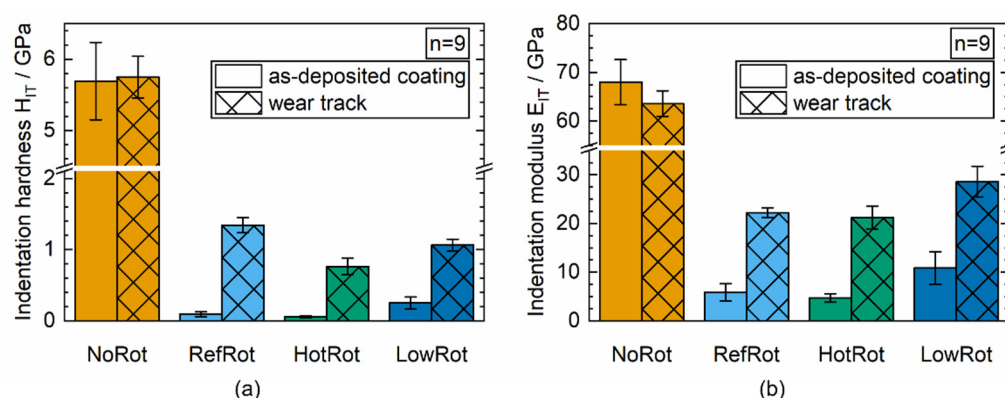 Indentation hardness H_IT / GPa
6
5
2
1
0
n=9
as-deposited coating
wear track
NoRot RefRot HotRot LowRot
(a)
Indentation modulus E_IT / GPa
80
70
60
30
20
10
0
n=9
as-deposited coating
wear track
NoRot RefRot HotRot LowRot
(b)